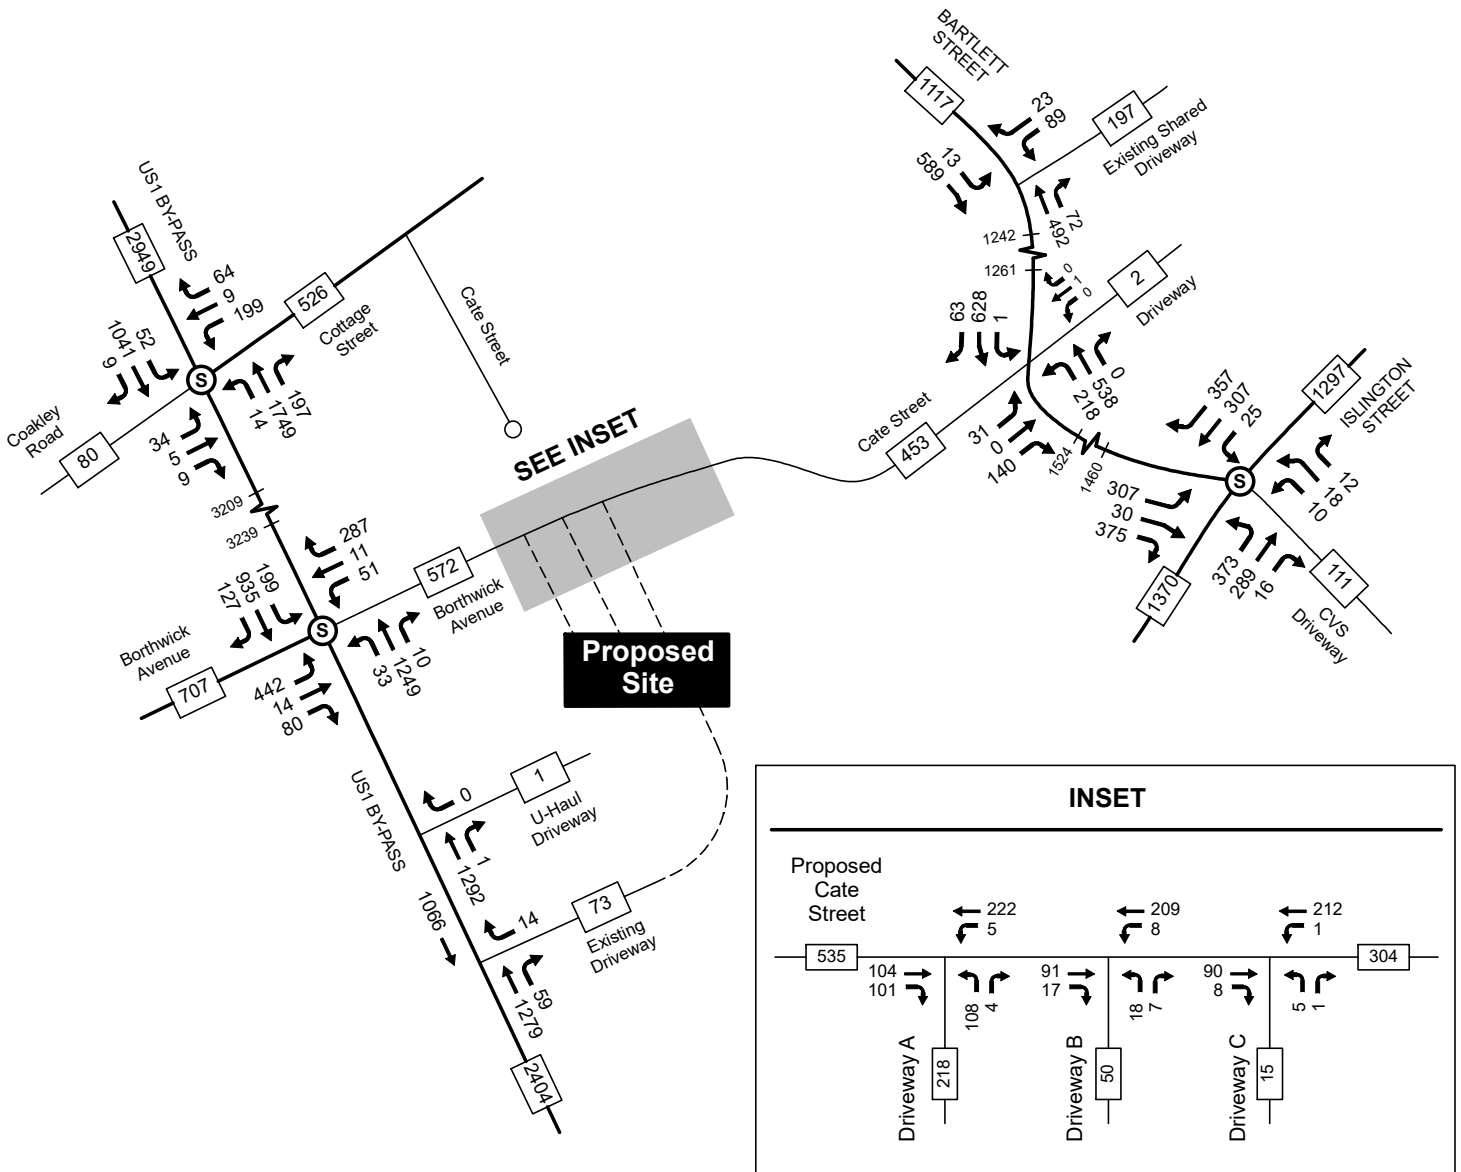 BARTLETT
STREET
1117
23
89
197
Existing Shared
Driveway
13
589
72
492
1242
1261
0
1
0
2
Driveway
63
628
1
0
538
218
Cate Street
453
31
0
140
1524
1460
357
307
25
1297
ISLINGTON
STREET
12
18
10
307
30
375
373
289
16
111
CVS
Driveway
1370
US1 BY-PASS
2949
64
9
199
526
Cottage
Street
Cate Street
52
1041
9
Coakley
Road
80
34
5
9
197
1749
14
3209
3239
SEE INSET
287
11
51
572
Borthwick
Avenue
199
935
127
Borthwick
Avenue
707
442
14
80
10
1249
33
Proposed
Site
US1 BY-PASS
0
1
U-Haul
Driveway
1
1292
1066
14
73
Existing
Driveway
59
1279
2404
INSET
Proposed
Cate
Street
535
222
5
209
8
212
1
304
104
101
108
4
91
17
18
7
90
8
5
1
Driveway A
218
Driveway B
50
Driveway C
15
S
S
S